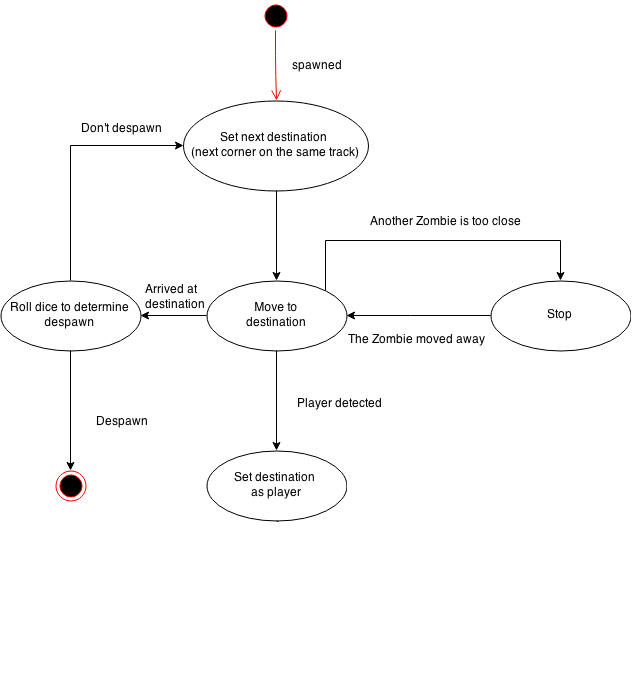 spawned
Don't despawn
Set next destination
(next corner on the same track)
Another Zombie is too close
Arrived at
destination
Roll dice to determine
despawn
Move to
destination
Stop
The Zombie moved away
Player detected
Despawn
Set destination
as player